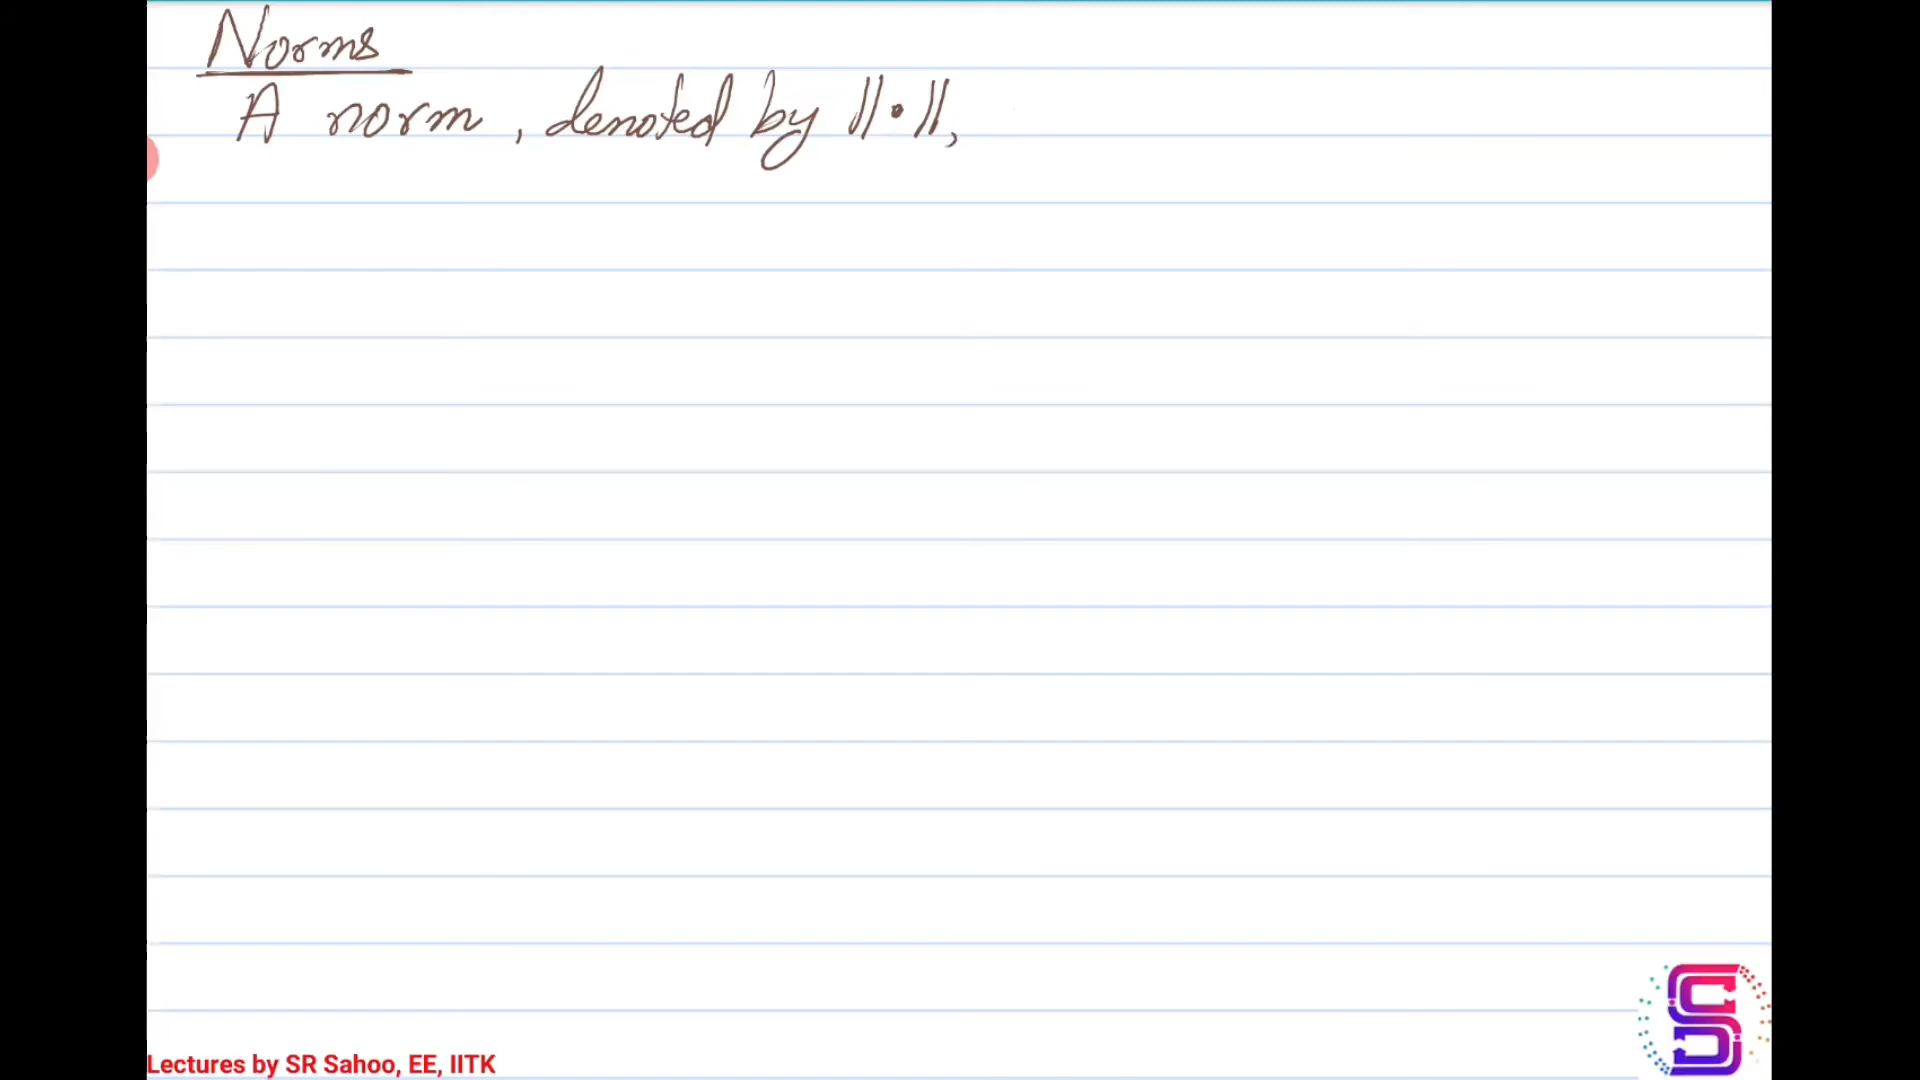 Norms
A norm, denoted by ||•||,
Lectures by SR Sahoo, EE, IITK